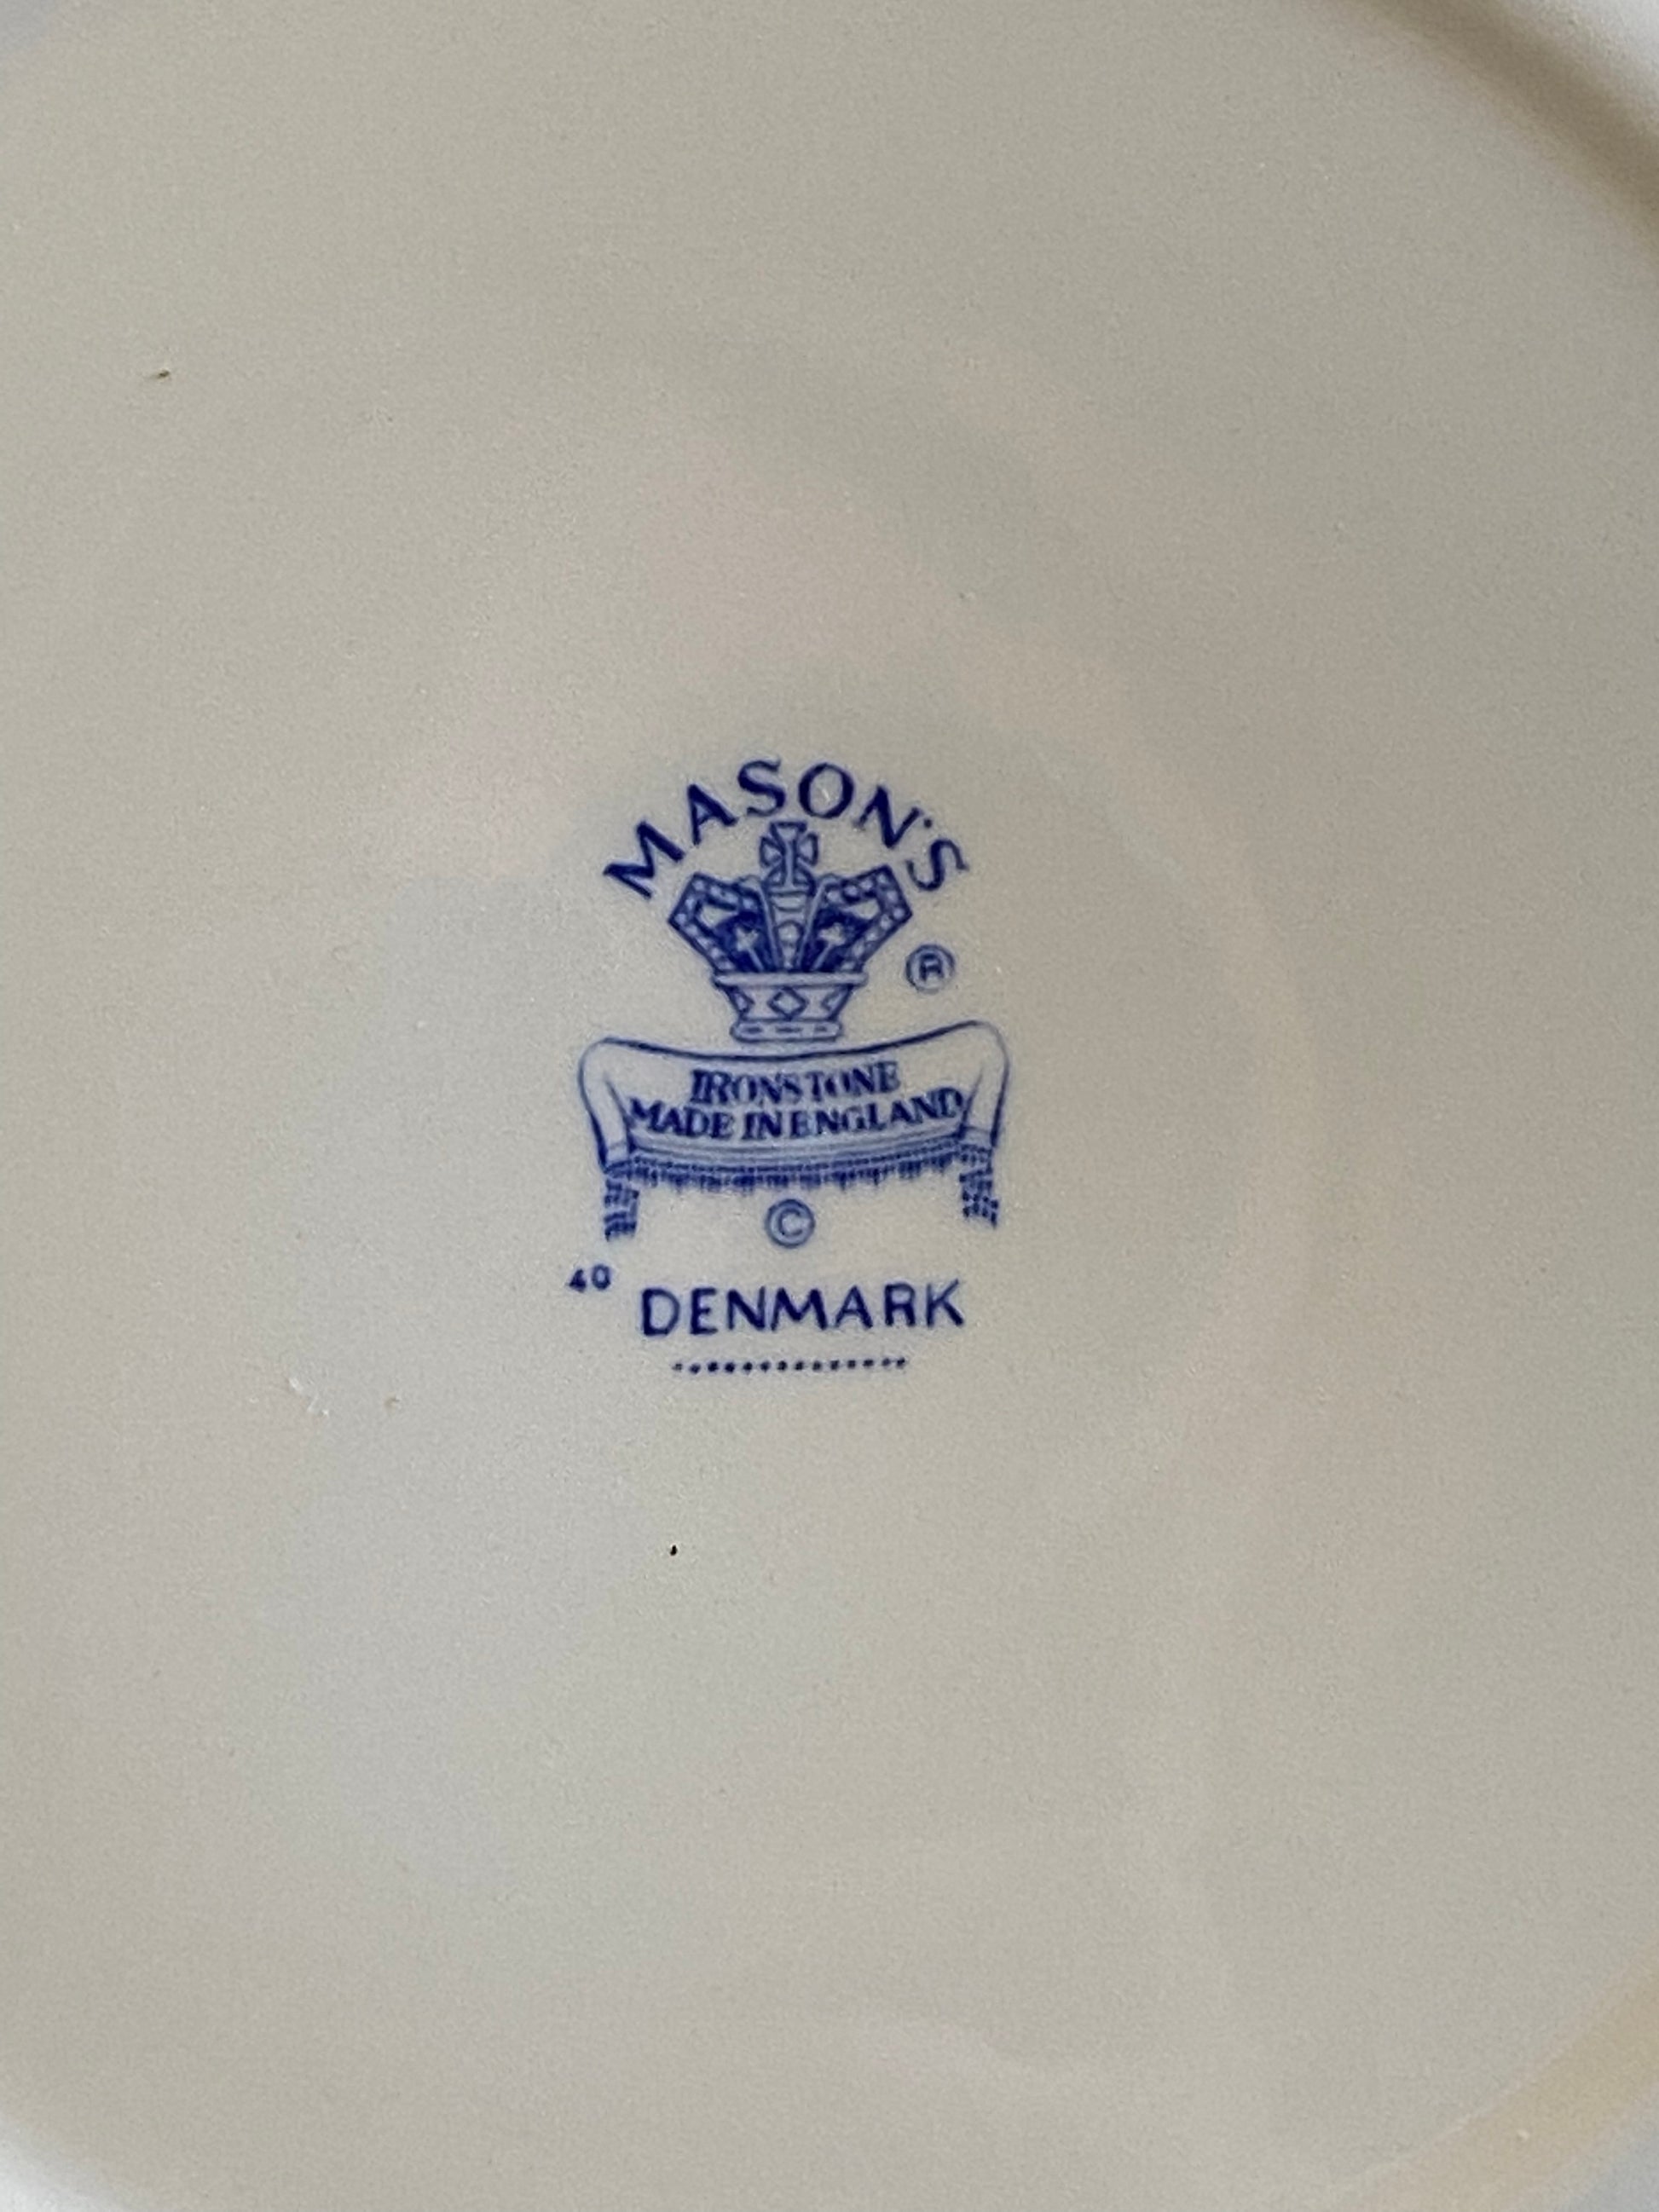 MASON'S
®
IRONSTONE
MADE IN ENGLAND
©
40
DENMARK